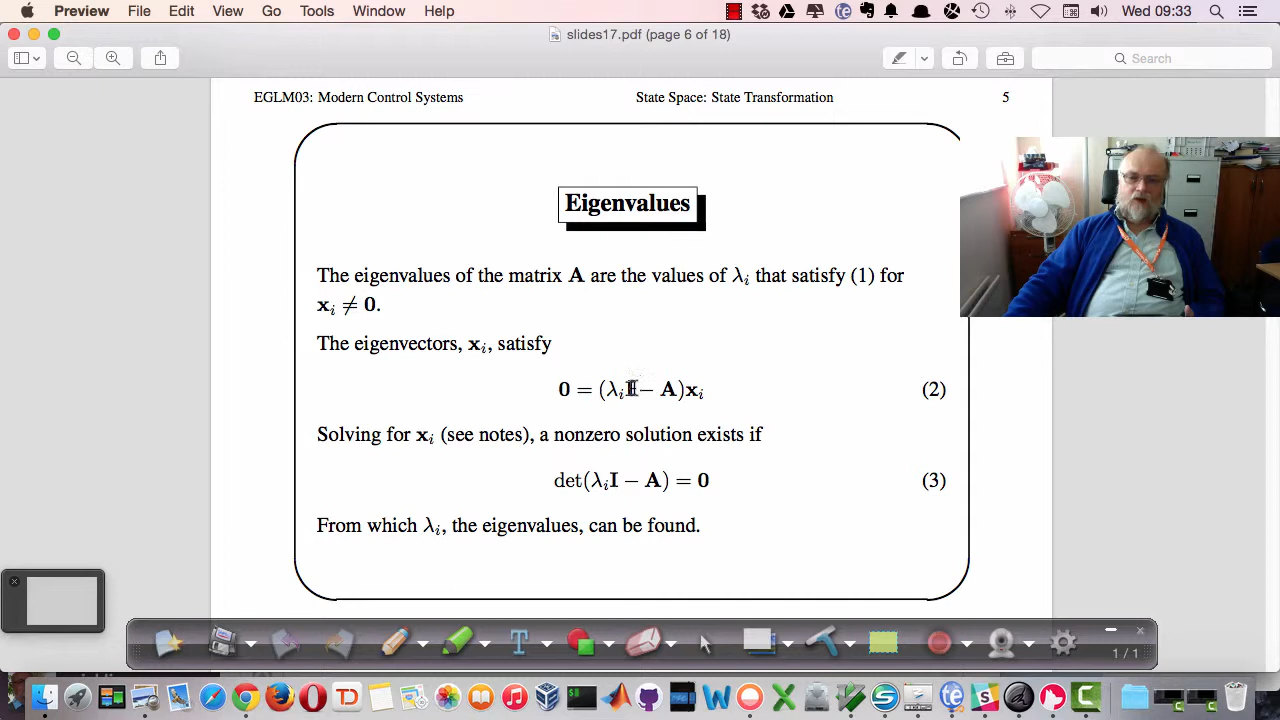 Preview File Edit View Go Tools Window Help Wed 09:33
slides17.pdf (page 6 of 18)
Search
EGLM03: Modern Control Systems State Space: State Transformation 5
Eigenvalues
The eigenvalues of the matrix A are the values of λi that satisfy (1) for
xi ≠ 0.
The eigenvectors, xi, satisfy
0 = (λiI − A)xi (2)
Solving for xi (see notes), a nonzero solution exists if
det(λiI − A) = 0 (3)
From which λi, the eigenvalues, can be found.
1 / 1